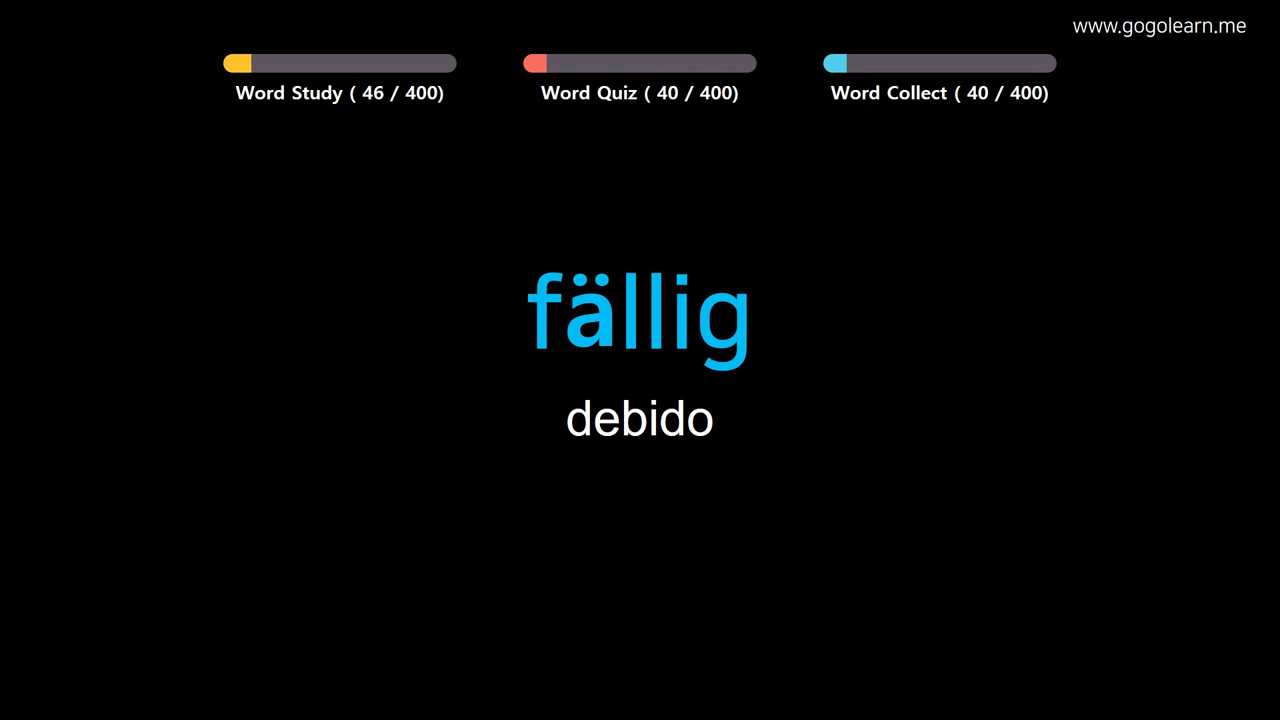 www.gogolearn.me
Word Study ( 46 / 400)
Word Quiz ( 40 / 400)
Word Collect ( 40 / 400)
fällig
debido